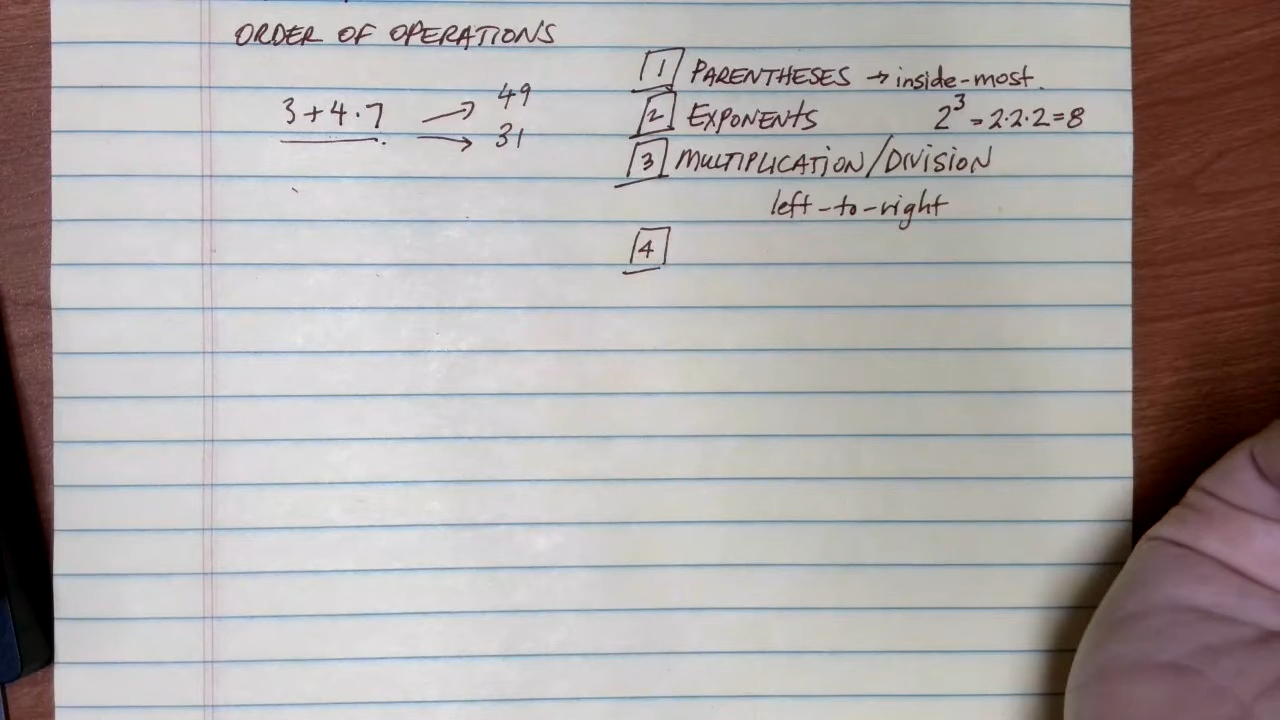 ORDER OF OPERATIONS
3+4·7 → 49
→ 31
1 PARENTHESES → inside-most.
2 EXPONENTS 2³ = 2·2·2=8
3 MULTIPLICATION/DIVISION
left-to-right
4